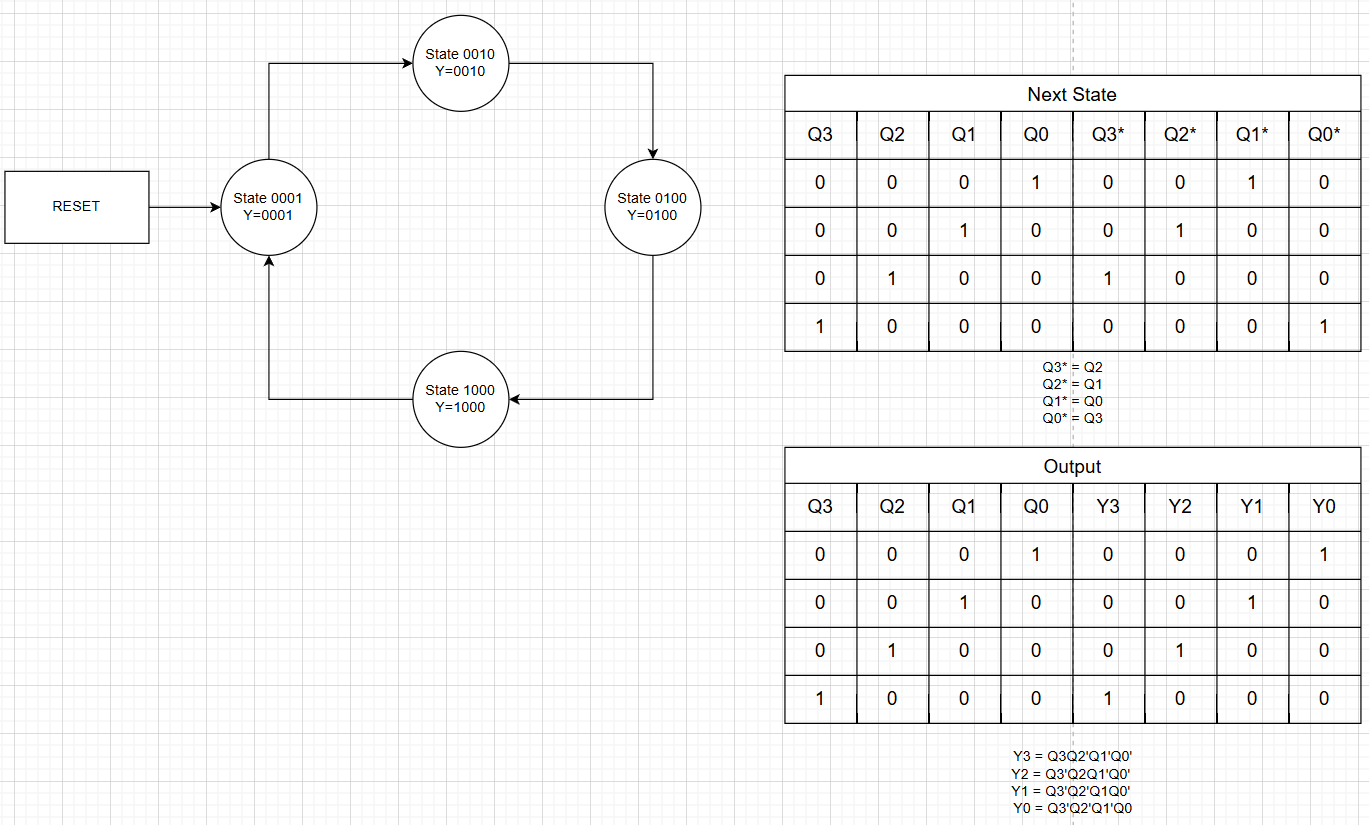 State 0010
Y=0010
RESET
State 0001
Y=0001
State 0100
Y=0100
State 1000
Y=1000
Next State
Q3 Q2 Q1 Q0 Q3* Q2* Q1* Q0*
0 0 0 1 0 0 1 0
0 0 1 0 0 1 0 0
0 1 0 0 1 0 0 0
1 0 0 0 0 0 0 1
Q3* = Q2
Q2* = Q1
Q1* = Q0
Q0* = Q3
Output
Q3 Q2 Q1 Q0 Y3 Y2 Y1 Y0
0 0 0 1 0 0 0 1
0 0 1 0 0 0 1 0
0 1 0 0 0 1 0 0
1 0 0 0 1 0 0 0
Y3 = Q3Q2'Q1'Q0'
Y2 = Q3'Q2Q1'Q0'
Y1 = Q3'Q2'Q1Q0'
Y0 = Q3'Q2'Q1'Q0